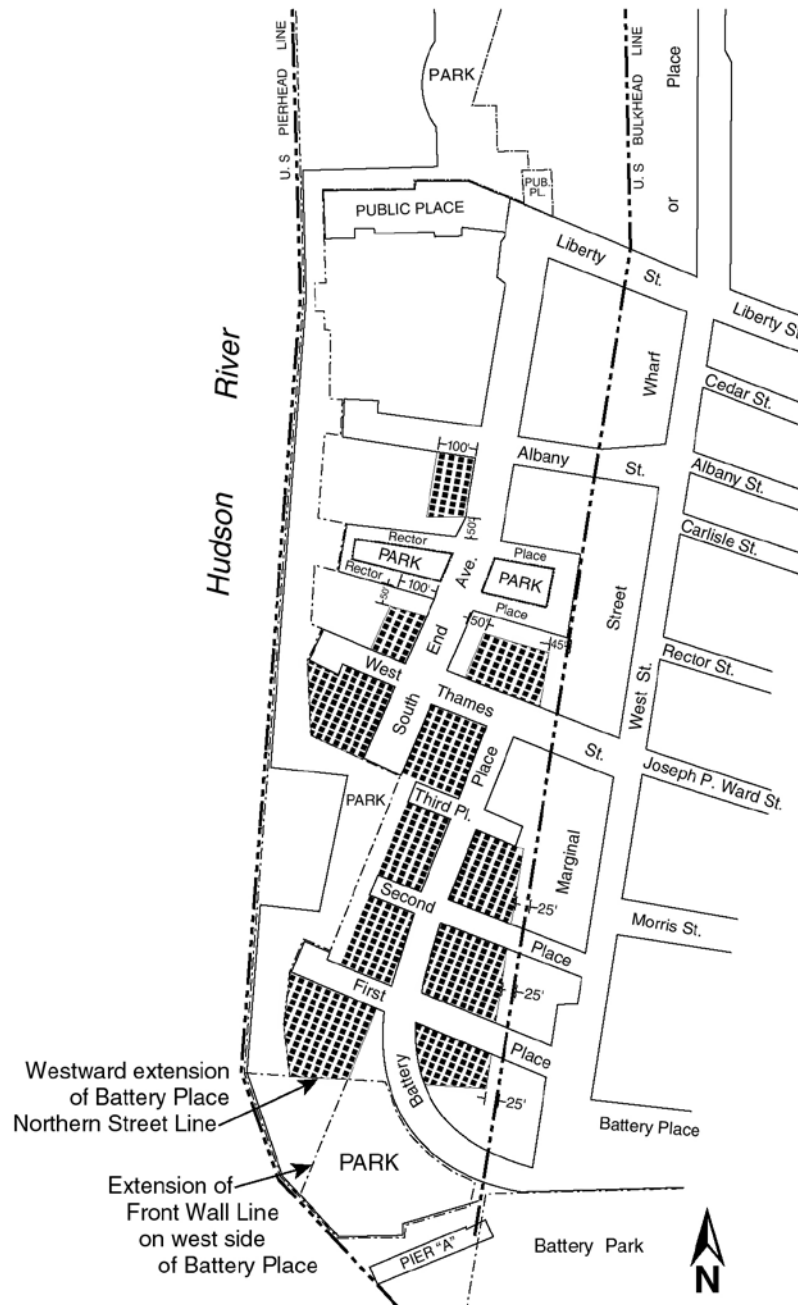 U. S PIERHEAD LINE
PARK
U. S BULKHEAD LINE
Place
or
PUB.
PL.
PUBLIC PLACE
Liberty
St.
Liberty St.
Hudson River
Wharf
Cedar St.
100'
Albany
St.
Albany St.
50'
Carlisle St.
Rector
Place
PARK
Ave.
PARK
Rector
100'
50'
Place
50'
45'
Street
End
West
Rector St.
West St.
South
Thames
St.
Joseph P. Ward St.
Place
PARK
Third Pl.
Marginal
Second
25'
Place
Morris St.
First
25'
Place
Westward extension
of Battery Place
Northern Street Line
Battery
25'
Battery Place
PARK
Extension of
Front Wall Line
on west side
of Battery Place
PIER "A"
Battery Park
N